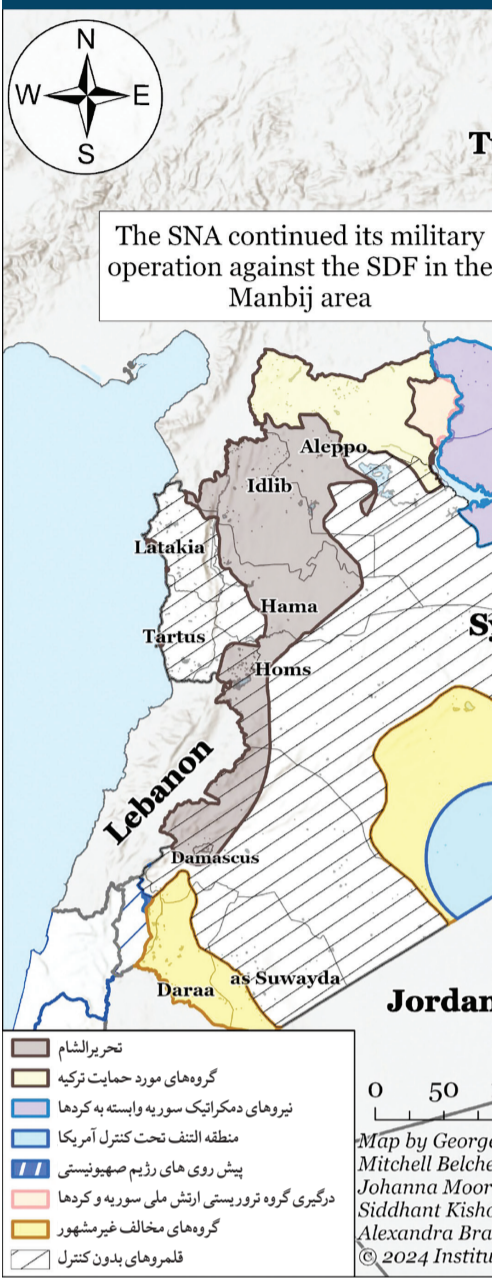 N
W E
S
The SNA continued its military
operation against the SDF in the
Manbij area
Aleppo
Idlib
Latakia
Hama
Tartus
Homs
Lebanon
Damascus
as Suwayda
Daraa
Jordan
تحریرالشام
گروه‌های مورد حمایت ترکیه
نیروهای دمکراتیک سوریه وابسته به کردها
منطقه التنف تحت کنترل آمریکا
پیش روی های رژیم صهیونیستی
درگیری گروه تروریستی ارتش ملی سوریه و کردها
گروه‌های مخالف غیرمشهور
قلمروهای بدون کنترل
0 50
Map by George
Mitchell Belche
Johanna Moor
Siddhant Kisho
Alexandra Bra
© 2024 Institu